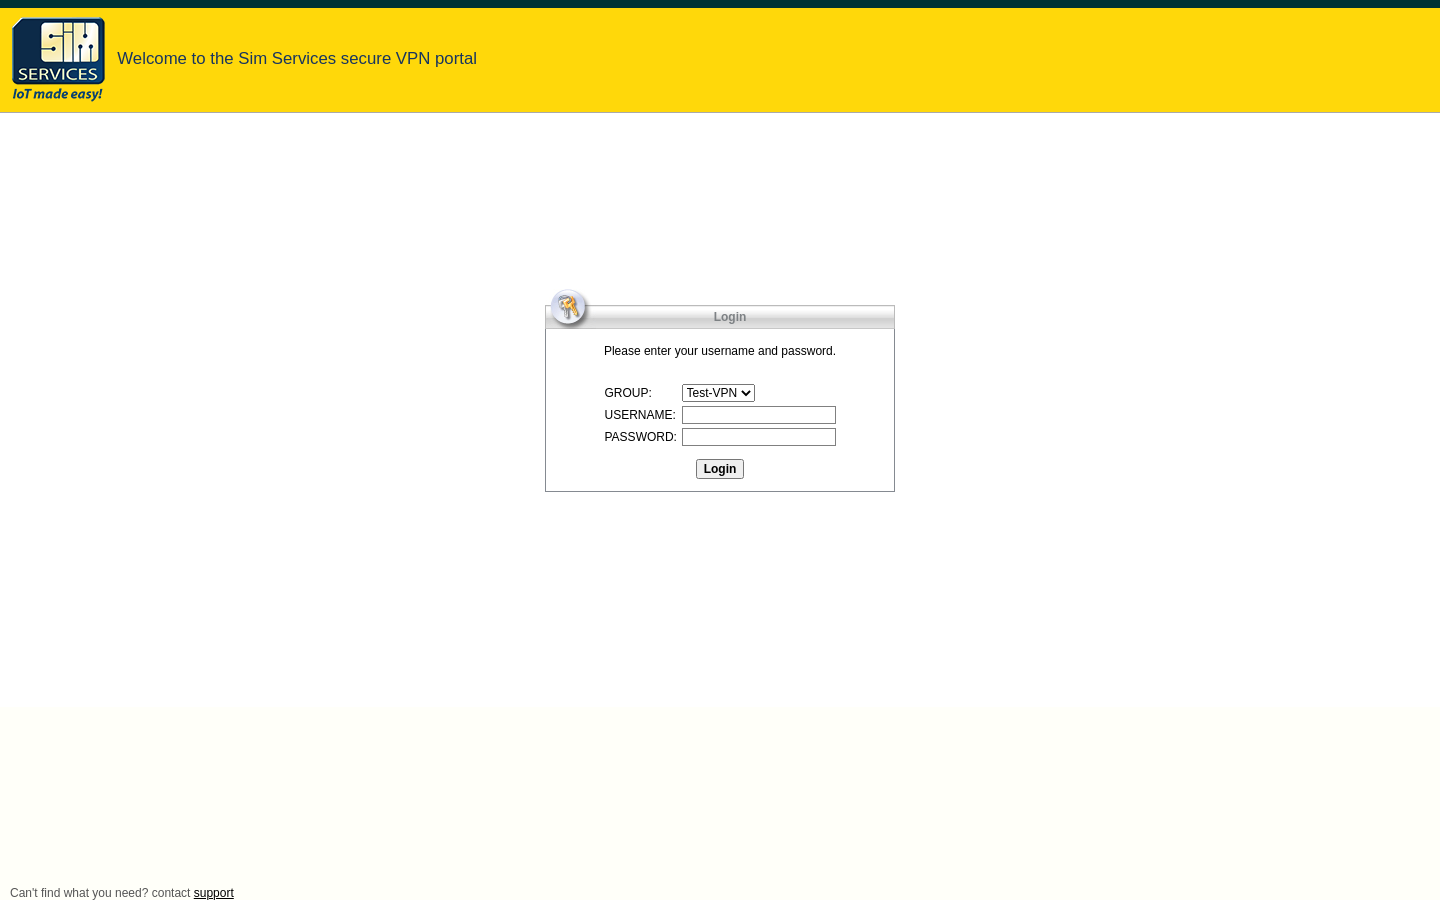 SiM
SERVICES
IoT made easy!
Welcome to the Sim Services secure VPN portal
Login
Please enter your username and password.
GROUP: Test-VPN
USERNAME:
PASSWORD:
Login
Can't find what you need? contact support